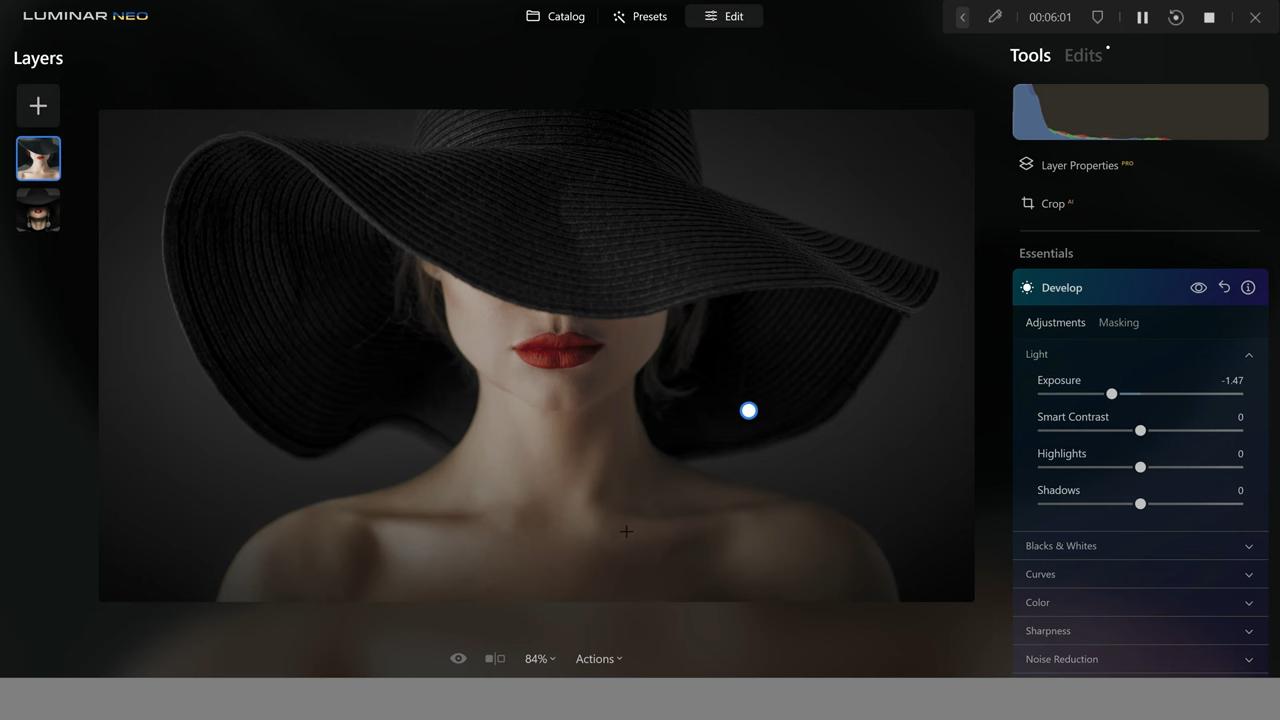 LUMINAR NEO
Catalog
Presets
Edit
00:06:01
Layers
Tools Edits
Layer Properties PRO
Crop AI
Essentials
Develop
Adjustments Masking
Light
Exposure -1.47
Smart Contrast 0
Highlights 0
Shadows 0
Blacks & Whites
Curves
Color
Sharpness
Noise Reduction
84% Actions